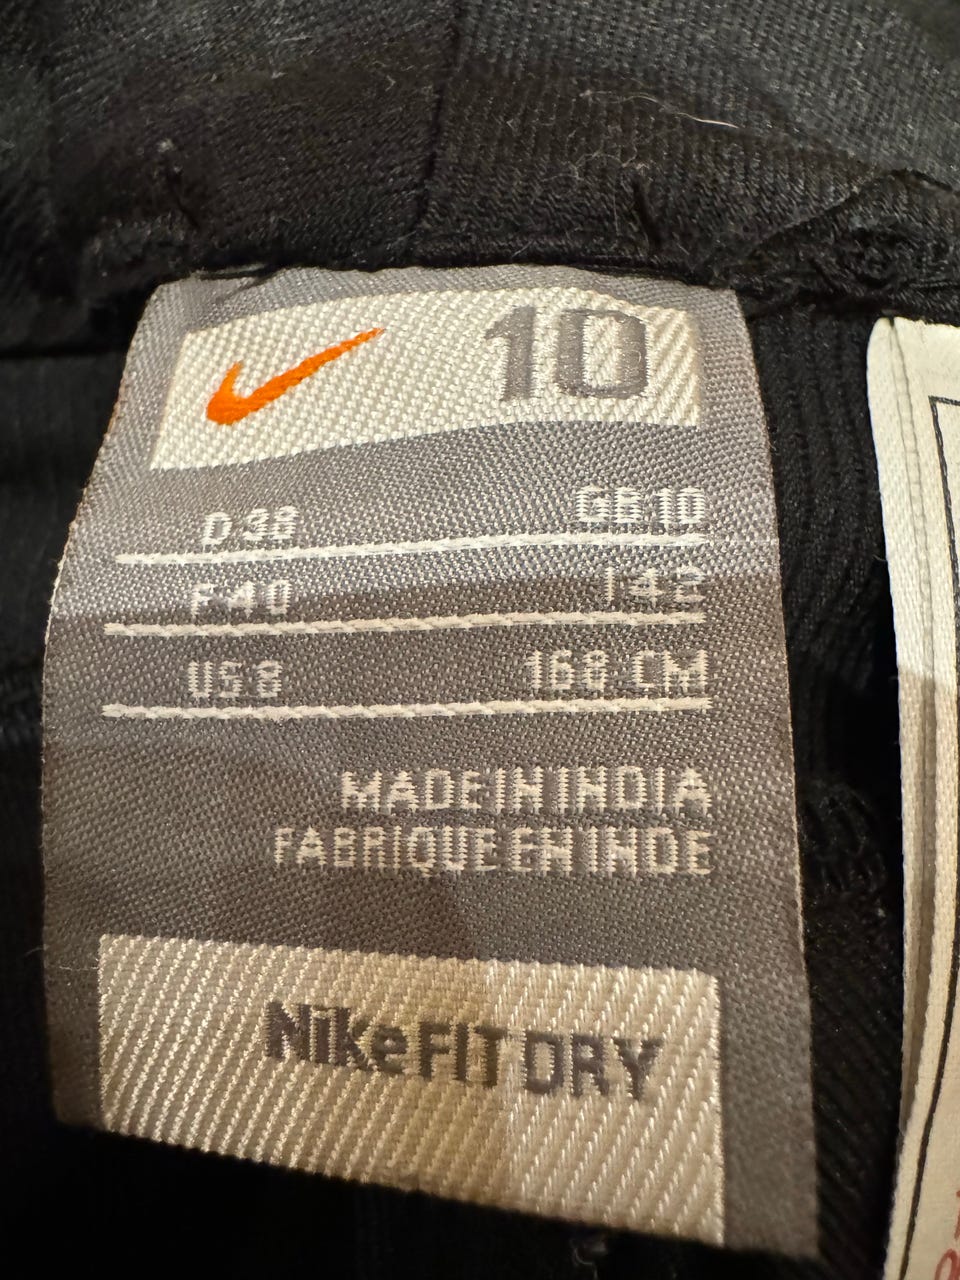 10
D 38 GB 10
F 40 I 42
US 8 168 CM
MADE IN INDIA
FABRIQUE EN INDE
Nike FIT DRY